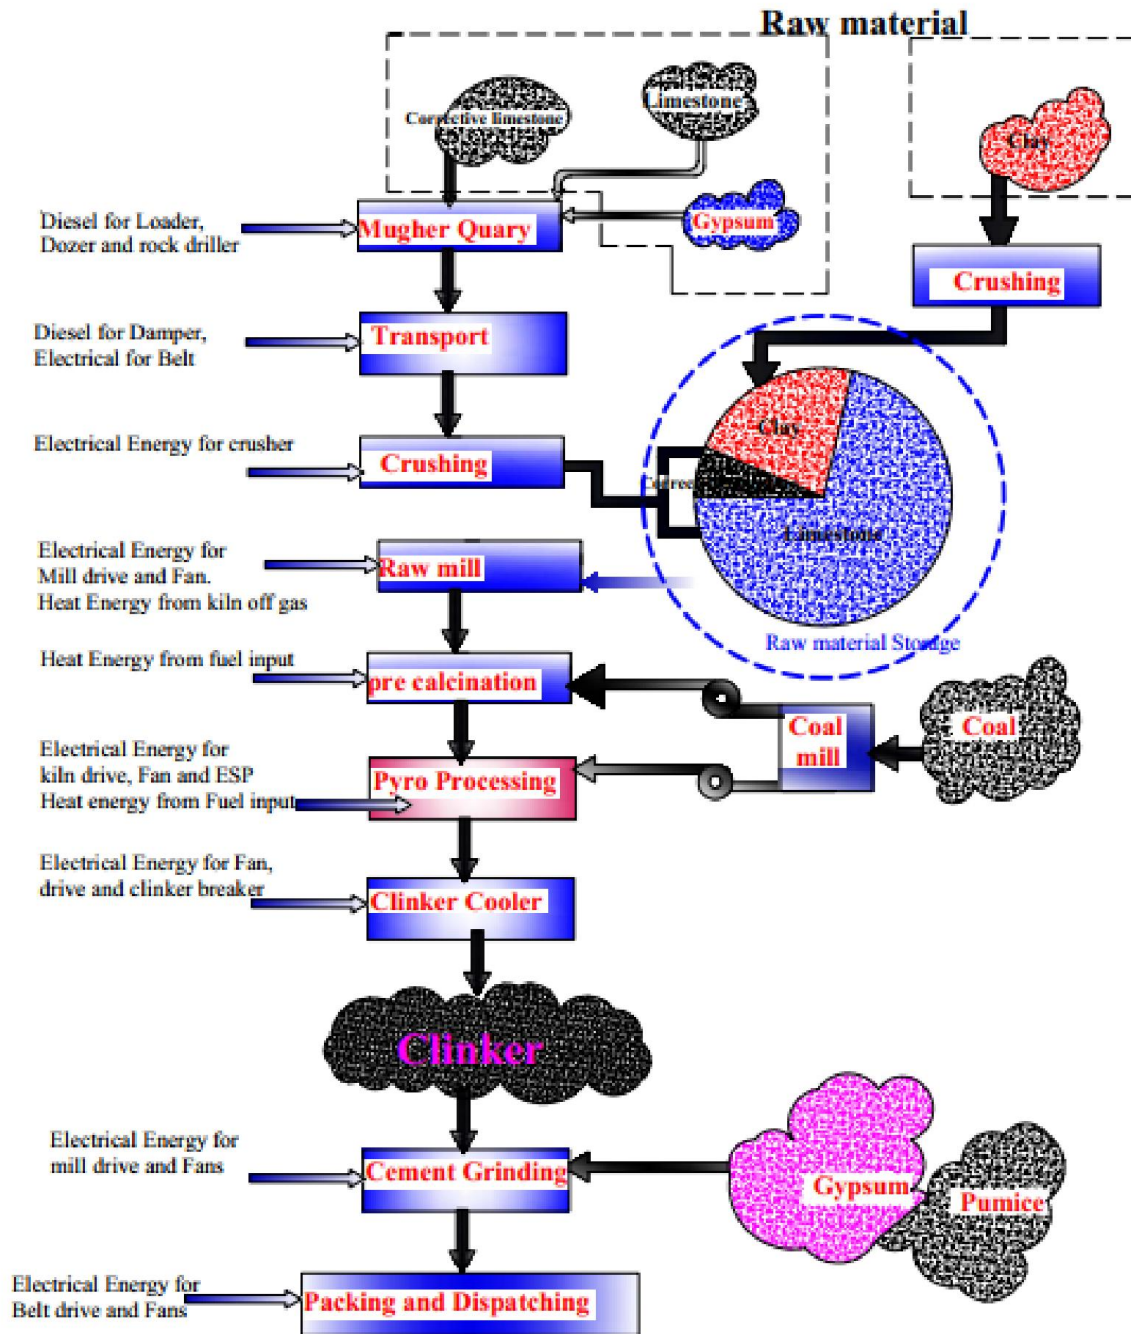 Raw material
Corrective limestone
Limestone
Clay
Diesel for Loader,
Dozer and rock driller
Mugher Quary
Gypsum
Crushing
Diesel for Damper,
Electrical for Belt
Transport
Electrical Energy for crusher
Crushing
Clay
Limestone
Raw material Storage
Electrical Energy for
Mill drive and Fan.
Heat Energy from kiln off gas
Raw mill
Heat Energy from fuel input
pre calcination
Coal
mill
Coal
Electrical Energy for
kiln drive, Fan and ESP
Heat energy from Fuel input
Pyro Processing
Electrical Energy for Fan,
drive and clinker breaker
Clinker Cooler
Clinker
Electrical Energy for
mill drive and Fans
Cement Grinding
Gypsum
Pumice
Electrical Energy for
Belt drive and Fans
Packing and Dispatching